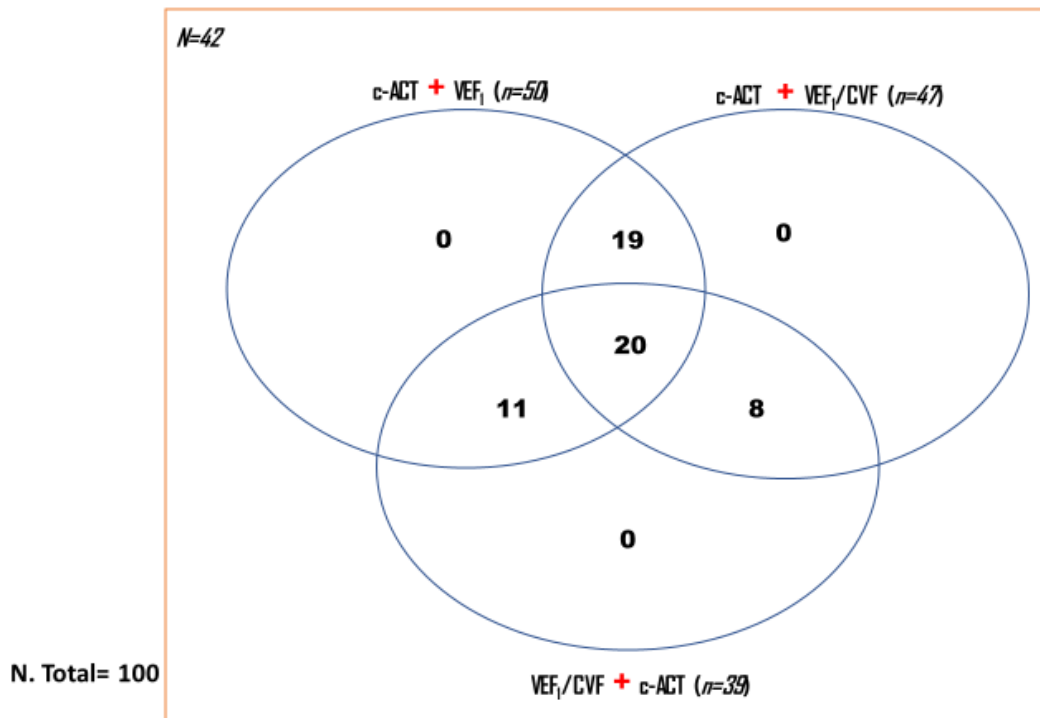 N=42
c-ACT + VEF₁ (n=50)
c-ACT + VEF₁/CVF (n=47)
0
19
0
20
11
8
0
N. Total= 100
VEF₁/CVF + c-ACT (n=39)